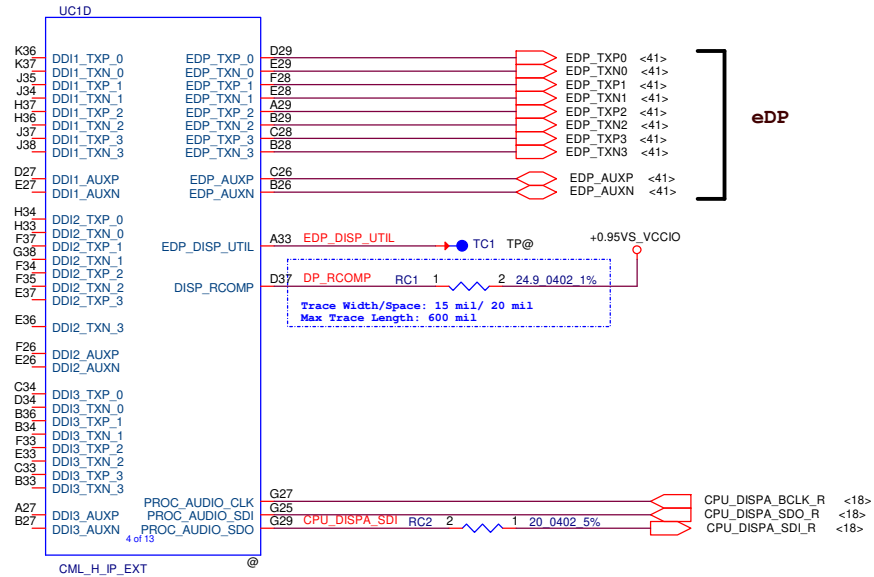 UC1D
K36 DDI1_TXP_0 EDP_TXP_0 D29 EDP_TXP0 <41>
K37 DDI1_TXN_0 EDP_TXN_0 E29 EDP_TXN0 <41>
J35 DDI1_TXP_1 EDP_TXP_1 F28 EDP_TXP1 <41>
J34 DDI1_TXN_1 EDP_TXN_1 E28 EDP_TXN1 <41>
H37 DDI1_TXP_2 EDP_TXP_2 A29 EDP_TXP2 <41>
H36 DDI1_TXN_2 EDP_TXN_2 B29 EDP_TXN2 <41>
J37 DDI1_TXP_3 EDP_TXP_3 C28 EDP_TXP3 <41>
J38 DDI1_TXN_3 EDP_TXN_3 B28 EDP_TXN3 <41>
eDP
D27 DDI1_AUXP EDP_AUXP C26 EDP_AUXP <41>
E27 DDI1_AUXN EDP_AUXN B26 EDP_AUXN <41>
H34 DDI2_TXP_0
H33 DDI2_TXN_0
F37 DDI2_TXP_1 EDP_DISP_UTIL A33 EDP_DISP_UTIL TC1 TP@
+0.95VS_VCCIO
G38 DDI2_TXN_1
F34 DDI2_TXP_2
F35 DDI2_TXN_2 DISP_RCOMP D37 DP_RCOMP RC1 1 2 24.9_0402_1%
E37 DDI2_TXP_3
Trace Width/Space: 15 mil/ 20 mil
Max Trace Length: 600 mil
E36 DDI2_TXN_3
F26 DDI2_AUXP
E26 DDI2_AUXN
C34 DDI3_TXP_0
D34 DDI3_TXN_0
B36 DDI3_TXP_1
B34 DDI3_TXN_1
F33 DDI3_TXP_2
E33 DDI3_TXN_2
C33 DDI3_TXP_3
B33 DDI3_TXN_3
PROC_AUDIO_CLK G27 CPU_DISPA_BCLK_R <18>
A27 DDI3_AUXP PROC_AUDIO_SDI G25 CPU_DISPA_SDO_R <18>
B27 DDI3_AUXN PROC_AUDIO_SDO G29 CPU_DISPA_SDI RC2 2 1 20_0402_5% CPU_DISPA_SDI_R <18>
4 of 13
CML_H_IP_EXT @